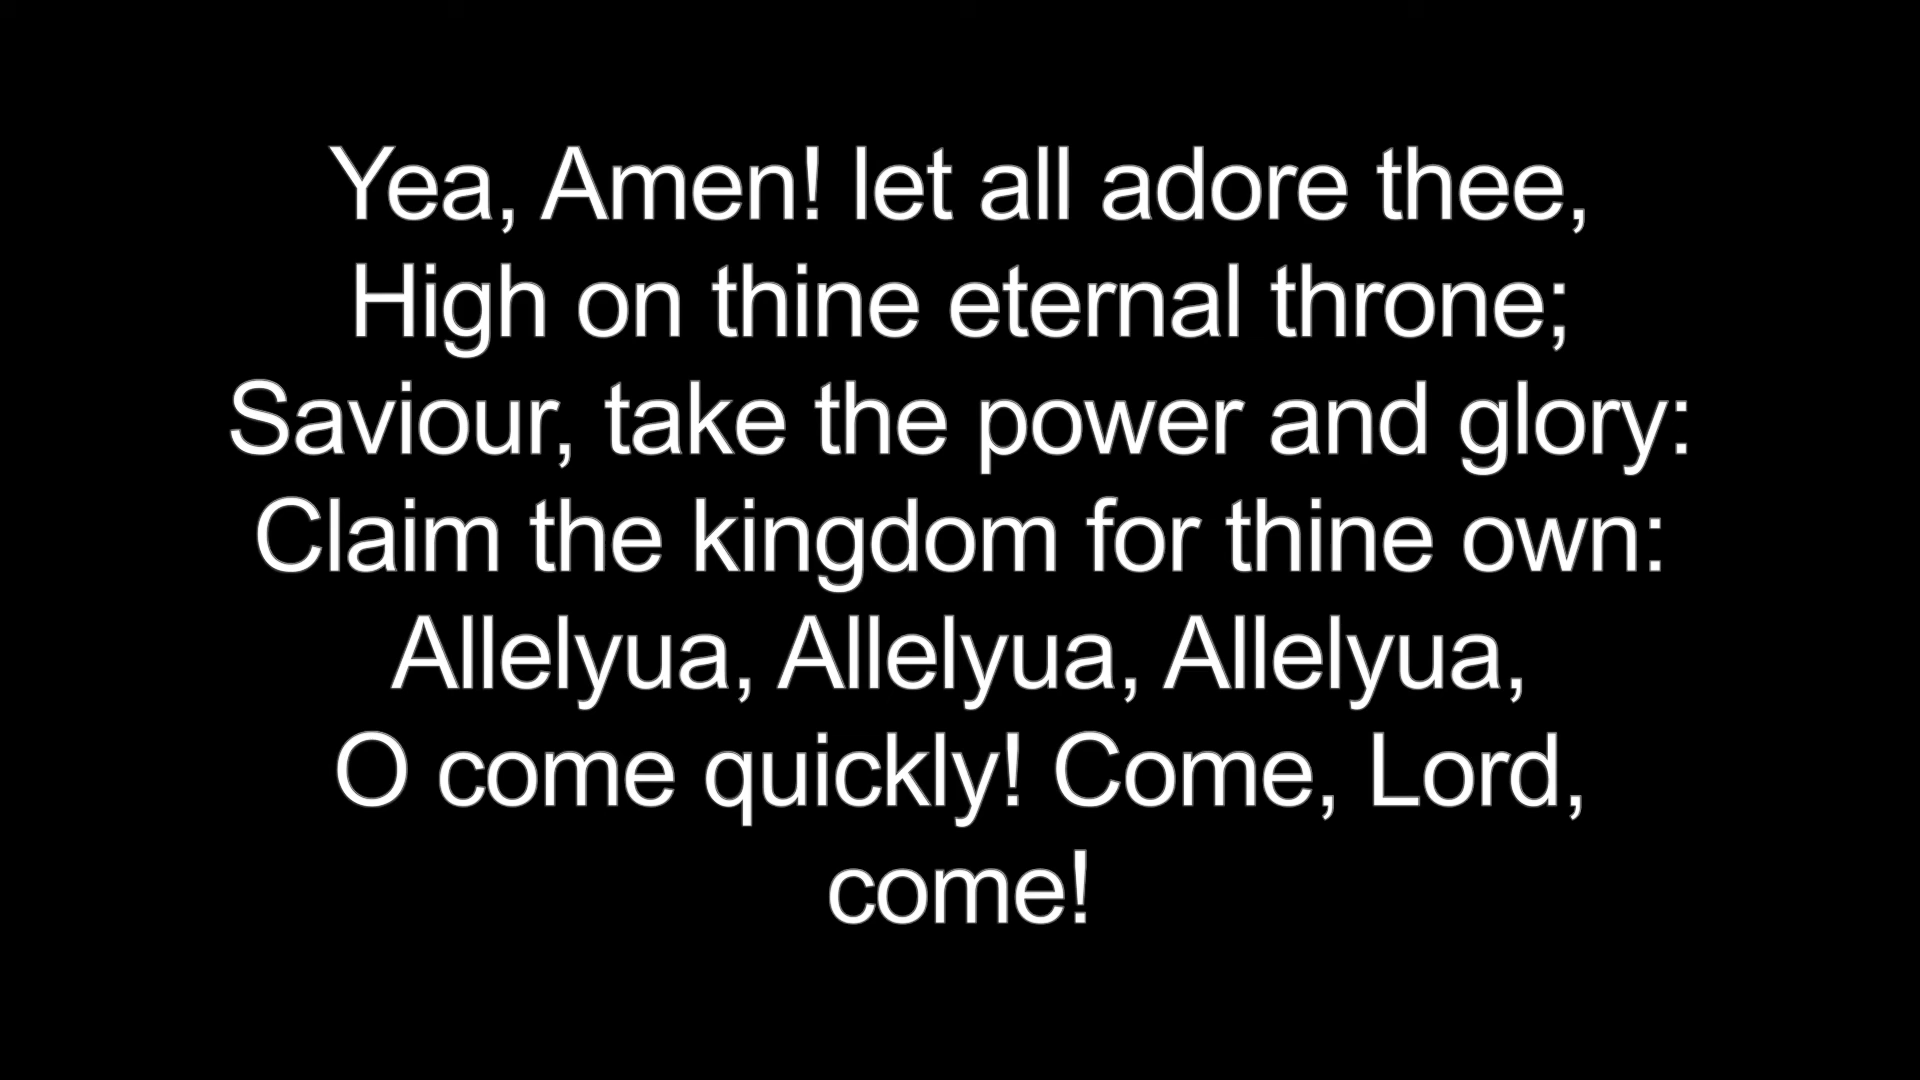 Yea, Amen! let all adore thee,
High on thine eternal throne;
Saviour, take the power and glory:
Claim the kingdom for thine own:
Allelyua, Allelyua, Allelyua,
O come quickly! Come, Lord,
come!